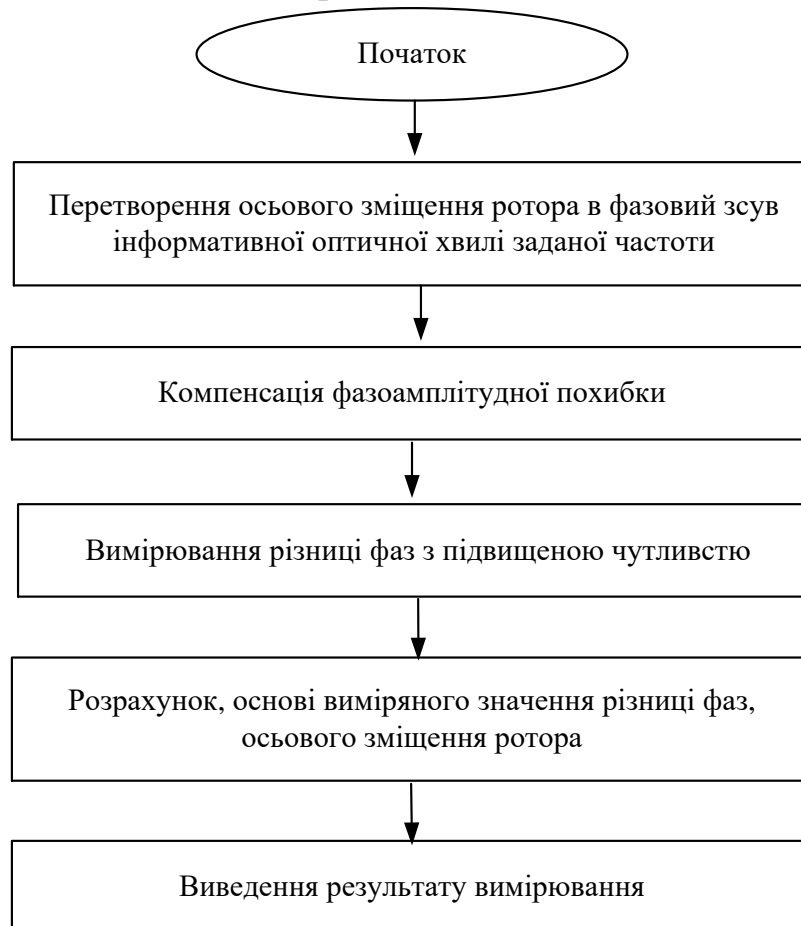 Початок
Перетворення осьового зміщення ротора в фазовий зсув
інформативної оптичної хвилі заданої частоти
Компенсація фазоамплітудної похибки
Вимірювання різниці фаз з підвищеною чутливстю
Розрахунок, основі виміряного значення різниці фаз,
осьового зміщення ротора
Виведення результату вимірювання